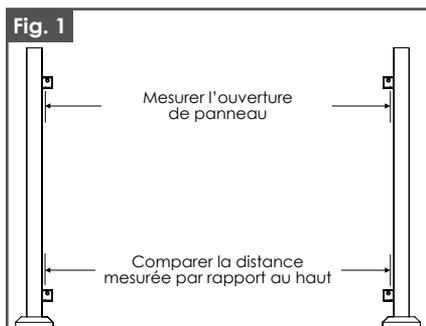 Fig. 1
Mesurer l’ouverture
de panneau
Comparer la distance
mesurée par rapport au haut